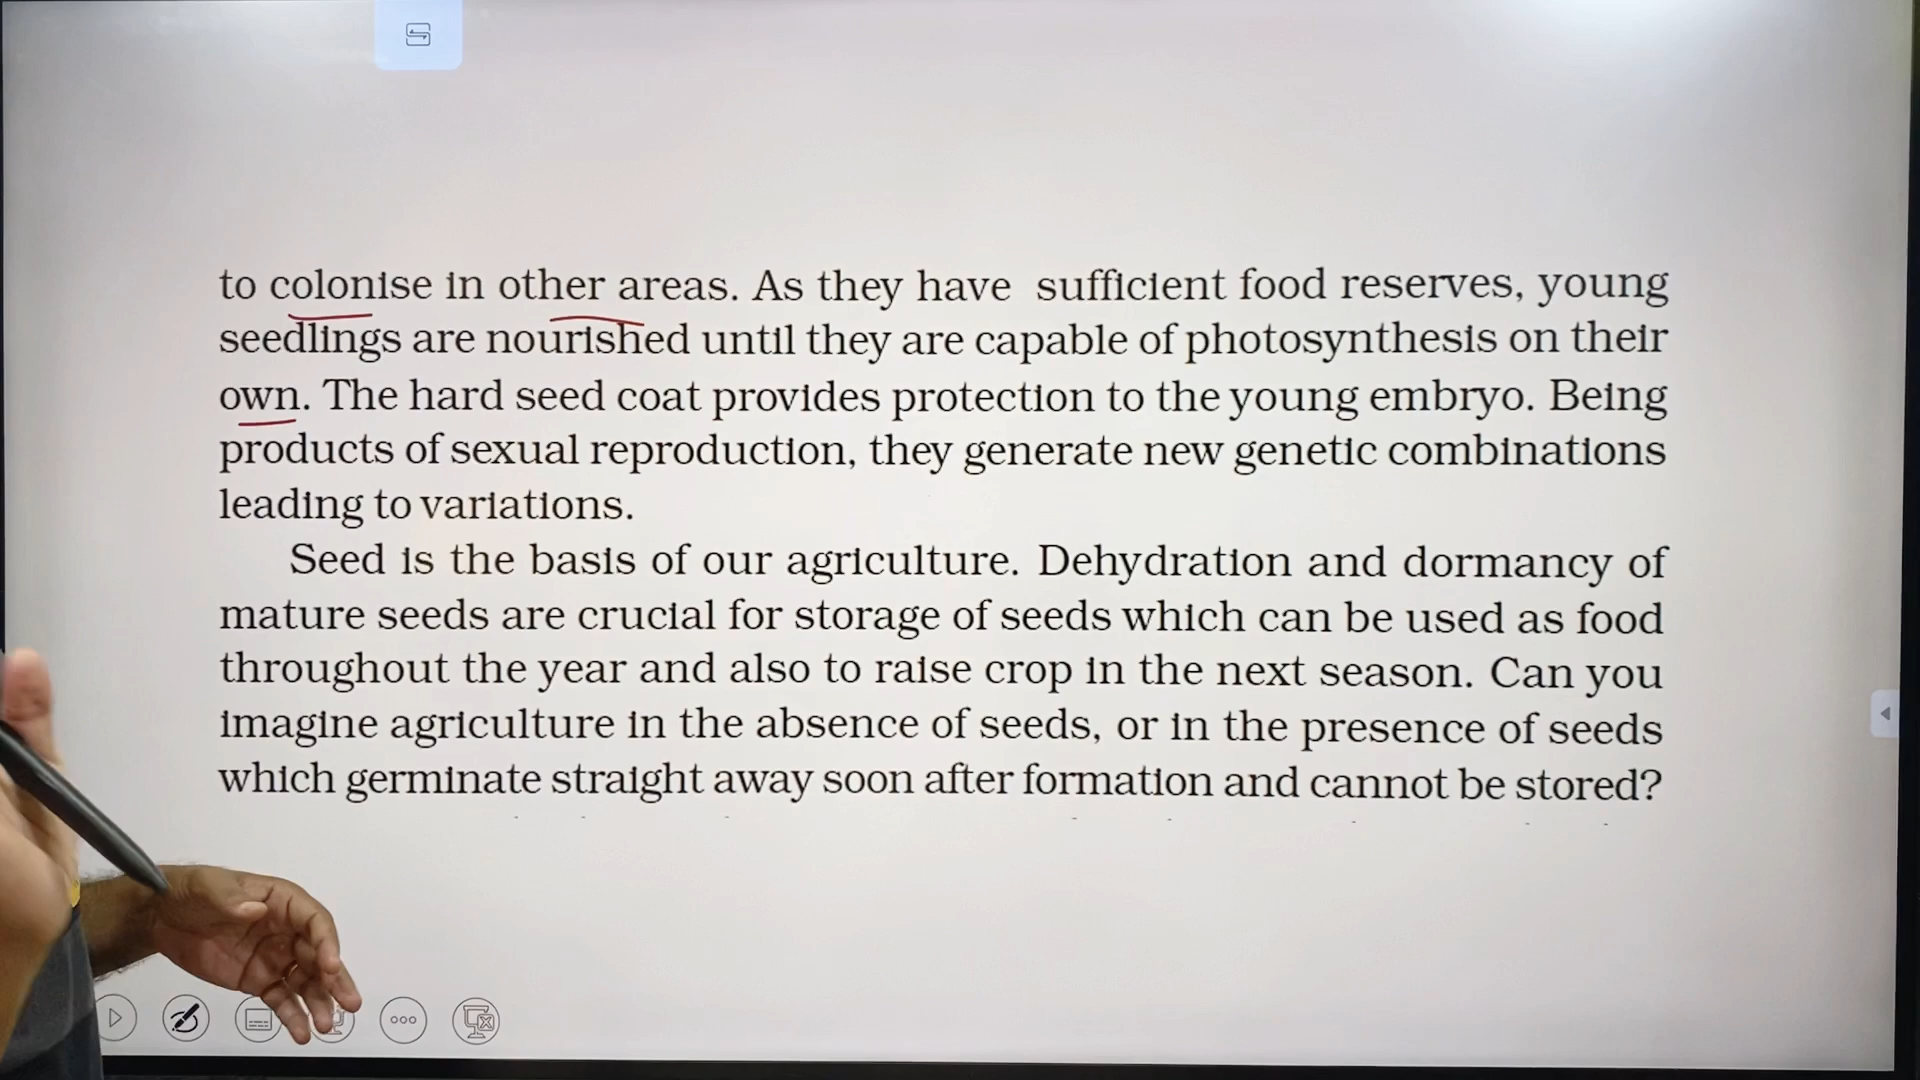 to colonise in other areas. As they have sufficient food reserves, young
seedlings are nourished until they are capable of photosynthesis on their
own. The hard seed coat provides protection to the young embryo. Being
products of sexual reproduction, they generate new genetic combinations
leading to variations.
Seed is the basis of our agriculture. Dehydration and dormancy of
mature seeds are crucial for storage of seeds which can be used as food
throughout the year and also to raise crop in the next season. Can you
imagine agriculture in the absence of seeds, or in the presence of seeds
which germinate straight away soon after formation and cannot be stored?